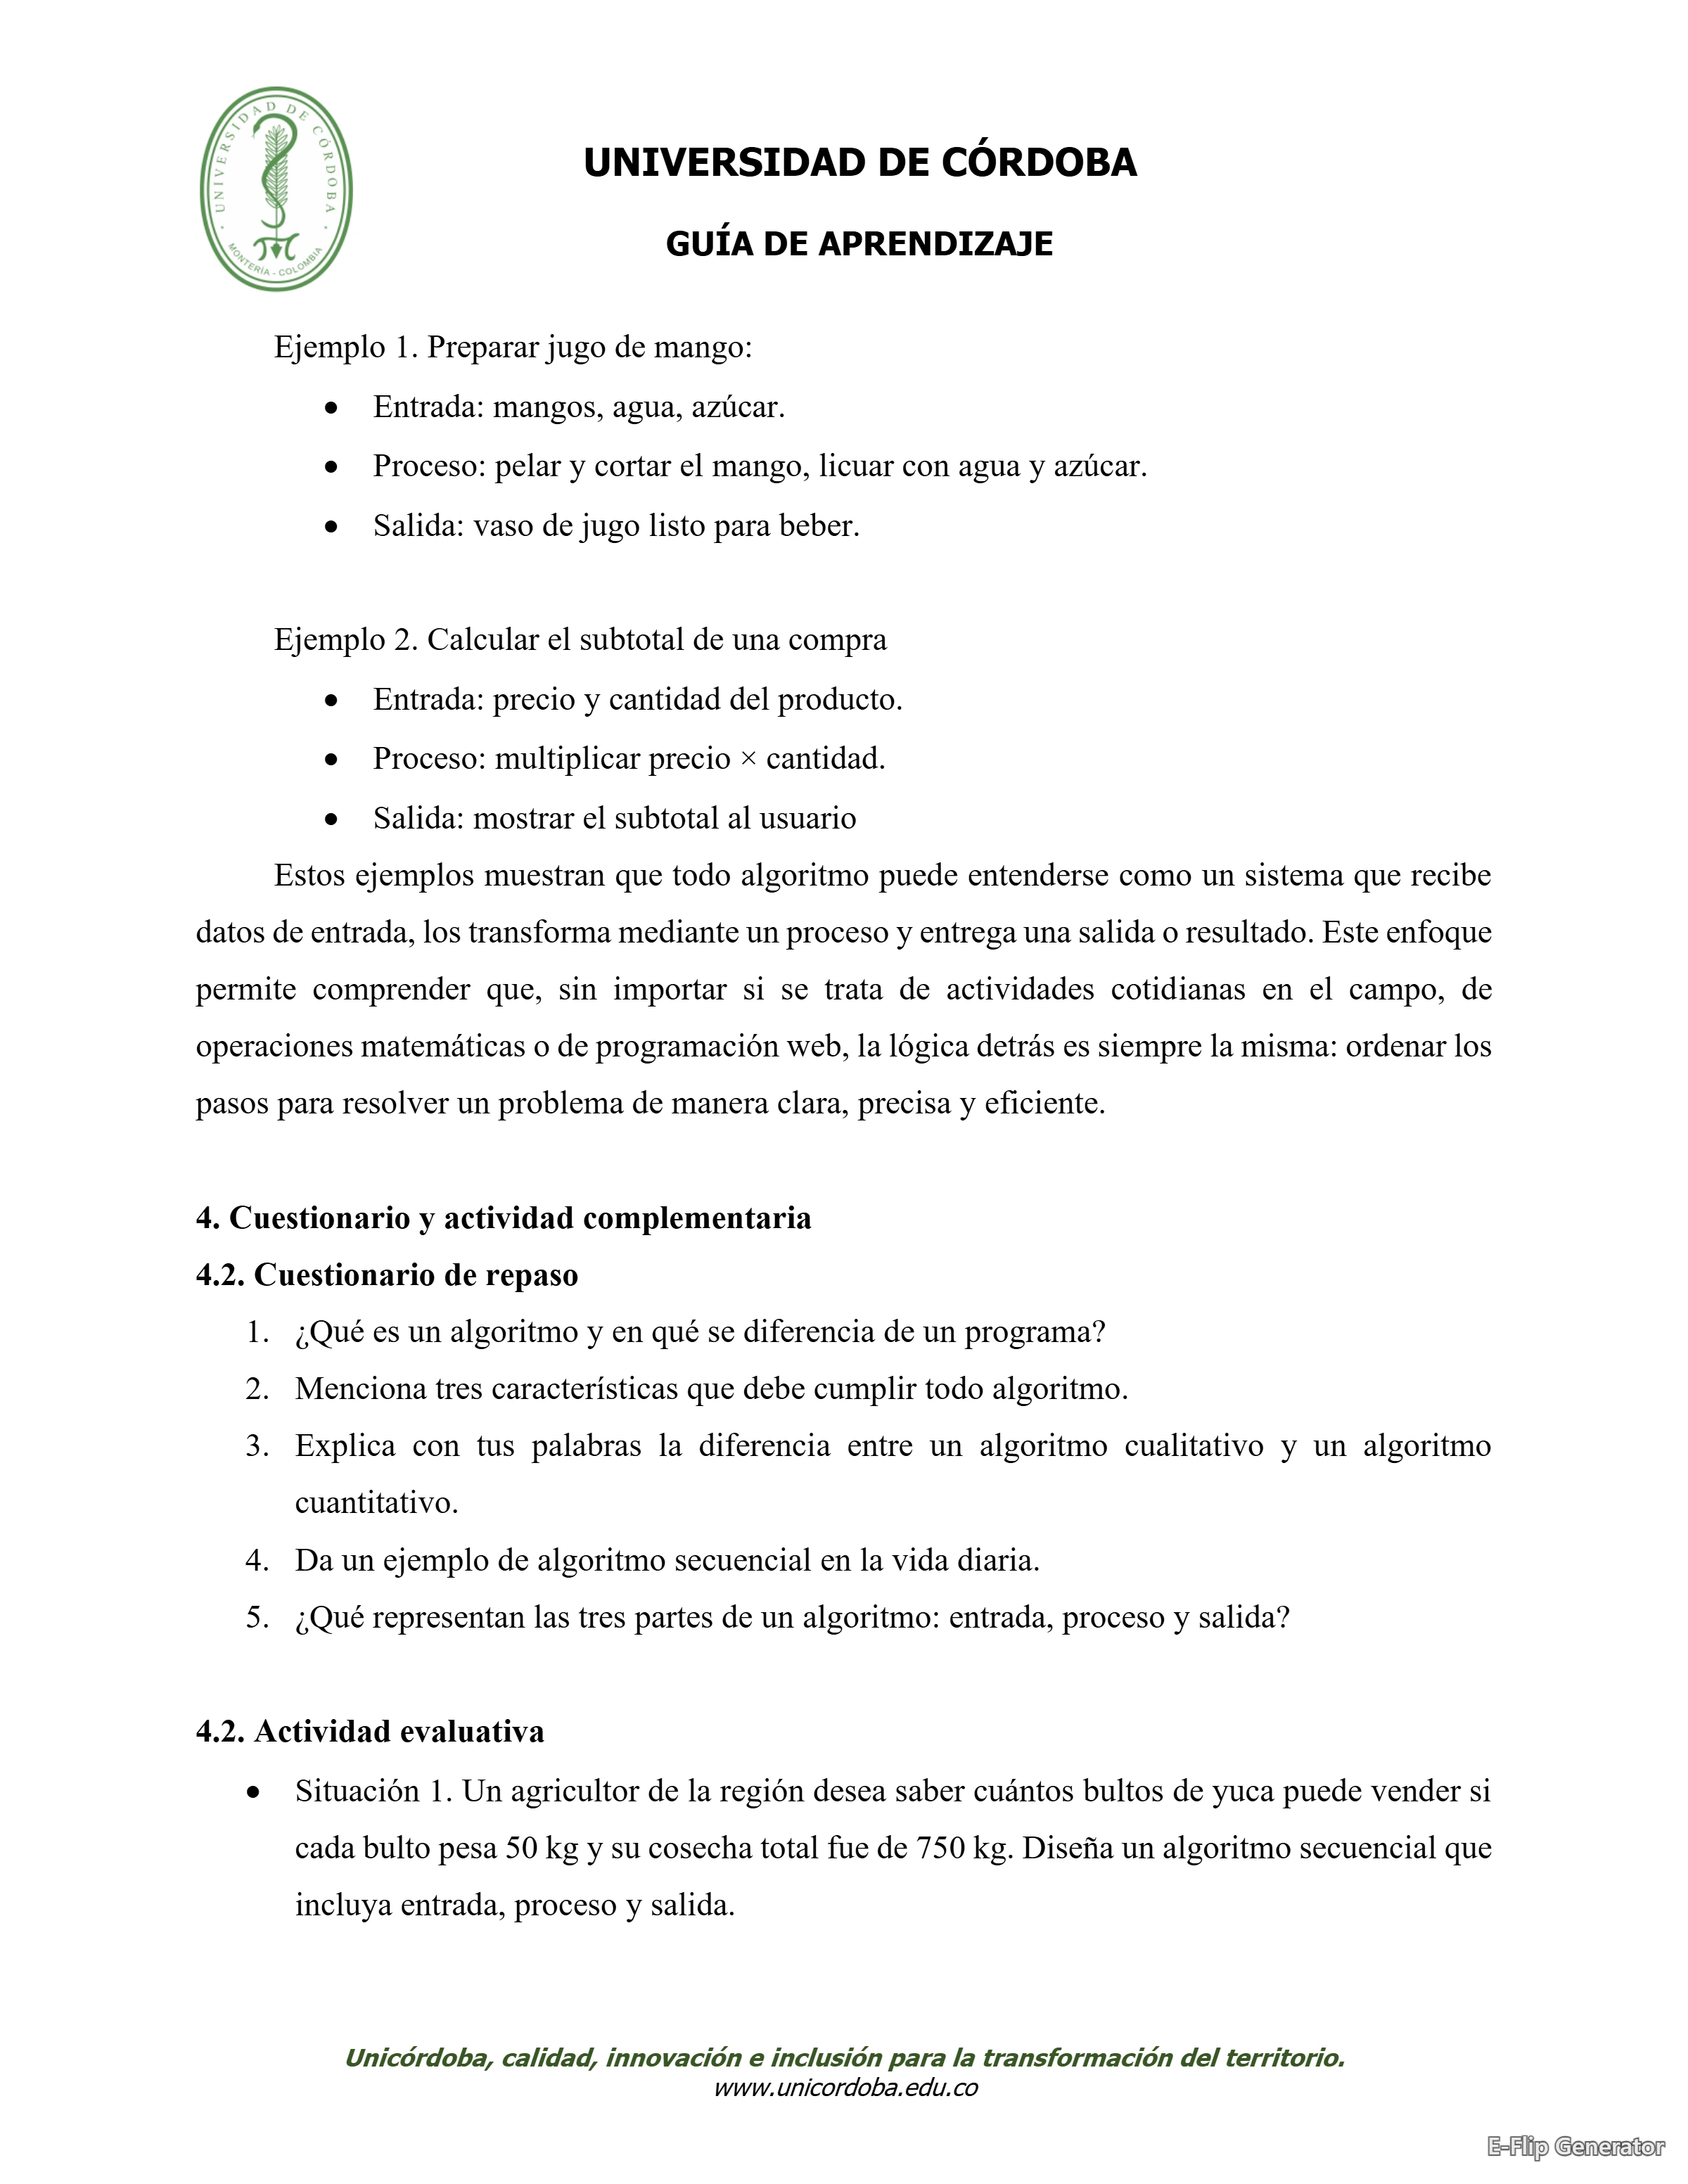 UNIVERSIDAD DE CÓRDOBA
MONTERÍA - COLOMBIA
UNIVERSIDAD DE CÓRDOBA
GUÍA DE APRENDIZAJE
Ejemplo 1. Preparar jugo de mango:
• Entrada: mangos, agua, azúcar.
• Proceso: pelar y cortar el mango, licuar con agua y azúcar.
• Salida: vaso de jugo listo para beber.
Ejemplo 2. Calcular el subtotal de una compra
• Entrada: precio y cantidad del producto.
• Proceso: multiplicar precio × cantidad.
• Salida: mostrar el subtotal al usuario
Estos ejemplos muestran que todo algoritmo puede entenderse como un sistema que recibe
datos de entrada, los transforma mediante un proceso y entrega una salida o resultado. Este enfoque
permite comprender que, sin importar si se trata de actividades cotidianas en el campo, de
operaciones matemáticas o de programación web, la lógica detrás es siempre la misma: ordenar los
pasos para resolver un problema de manera clara, precisa y eficiente.
4. Cuestionario y actividad complementaria
4.2. Cuestionario de repaso
1. ¿Qué es un algoritmo y en qué se diferencia de un programa?
2. Menciona tres características que debe cumplir todo algoritmo.
3. Explica con tus palabras la diferencia entre un algoritmo cualitativo y un algoritmo
cuantitativo.
4. Da un ejemplo de algoritmo secuencial en la vida diaria.
5. ¿Qué representan las tres partes de un algoritmo: entrada, proceso y salida?
4.2. Actividad evaluativa
• Situación 1. Un agricultor de la región desea saber cuántos bultos de yuca puede vender si
cada bulto pesa 50 kg y su cosecha total fue de 750 kg. Diseña un algoritmo secuencial que
incluya entrada, proceso y salida.
Unicórdoba, calidad, innovación e inclusión para la transformación del territorio.
www.unicordoba.edu.co
E-Flip Generator